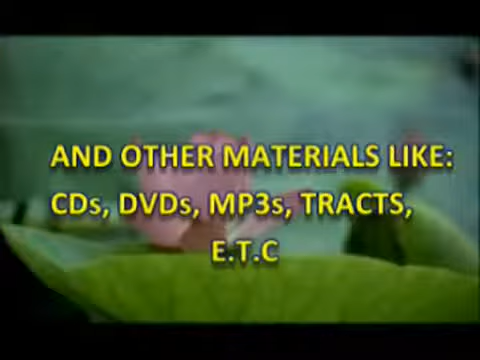 AND OTHER MATERIALS LIKE:
CDs, DVDs, MP3s, TRACTS,
E.T.C